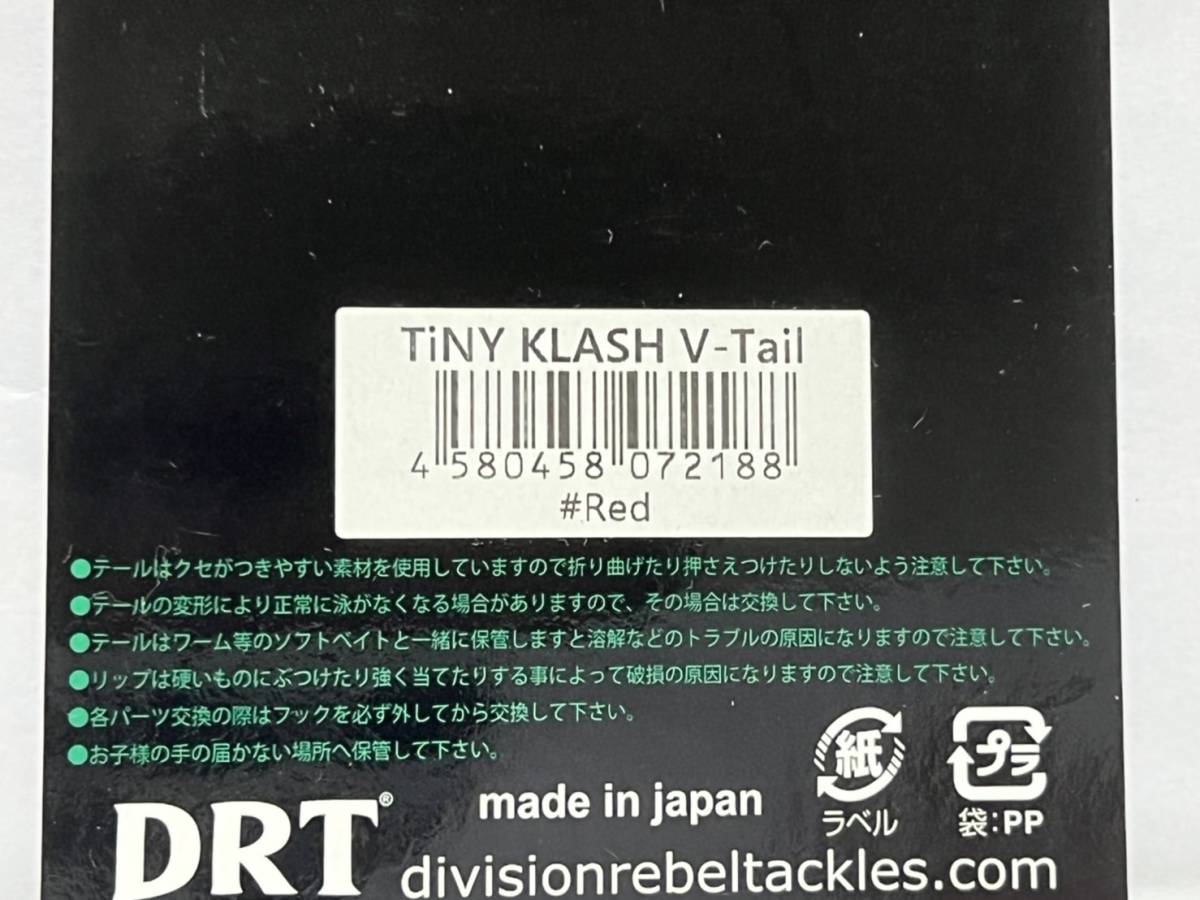 TiNY KLASH V-Tail
4 580458 072188
#Red
●テールはクセがつきやすい素材を使用していますので折り曲げたり押さえつけたりしないよう注意して下さい。
●テールの変形により正常に泳がなくなる場合がありますので、その場合は交換して下さい。
●テールはワーム等のソフトベイトと一緒に保管しますと溶解などのトラブルの原因になりますので注意して下さい。
●リップは硬いものにぶつけたり強く当てたりする事によって破損の原因になりますので注意して下さい。
●各パーツ交換の際はフックを必ず外してから交換して下さい。
●お子様の手の届かない場所へ保管して下さい。
紙
ラベル
プラ
袋:PP
DRT®
made in japan
divisionrebeltackles.com